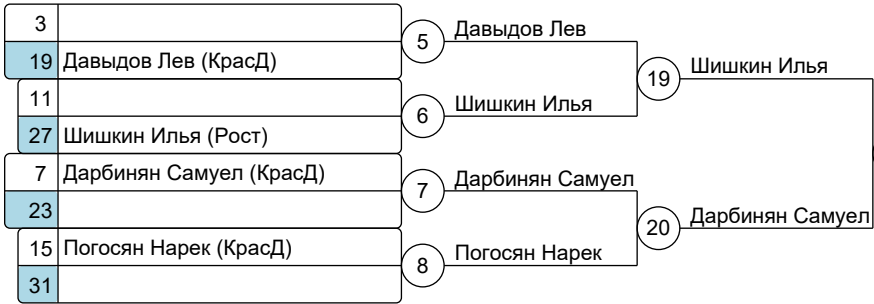 3
19 Давыдов Лев (КрасД)
5
Давыдов Лев
11
27 Шишкин Илья (Рост)
6
Шишкин Илья
19
Шишкин Илья
7 Дарбинян Самуел (КрасД)
23
7
Дарбинян Самуел
15 Погосян Нарек (КрасД)
31
8
Погосян Нарек
20
Дарбинян Самуел